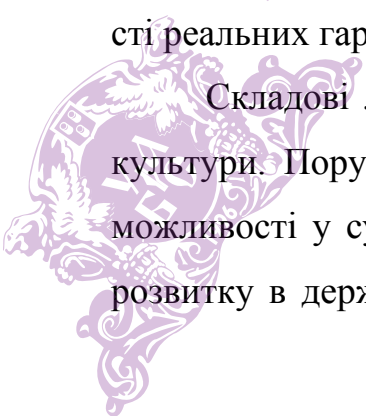 сті реальних гар
Складові
культури. Пору
можливості у су
розвитку в держ